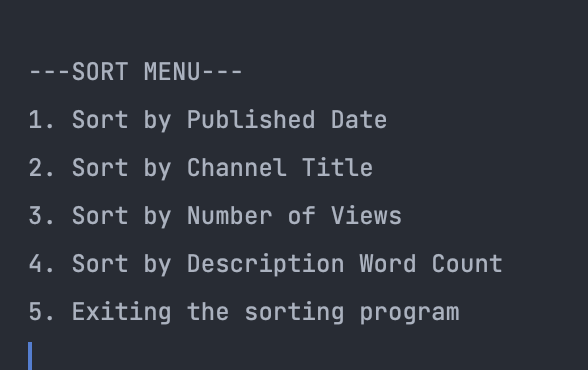 ---SORT MENU---
1. Sort by Published Date
2. Sort by Channel Title
3. Sort by Number of Views
4. Sort by Description Word Count
5. Exiting the sorting program